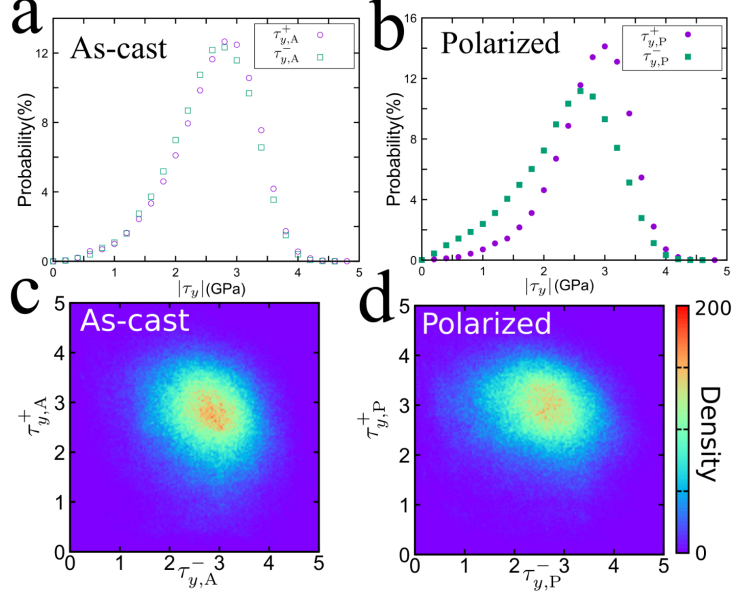 a
As-cast
τ⁺y,A
τ⁻y,A
Probability(%)
12
8
4
0
0 1 2 3 4 5
|τy|(GPa)
b
Polarized
τ⁺y,P
τ⁻y,P
Probability(%)
16
12
8
4
0
0 1 2 3 4 5
|τy|(GPa)
c
As-cast
τ⁺y,A
5
4
3
2
1
0
0 1 2 3 4 5
τ⁻y,A
d
Polarized
τ⁺y,P
5
4
3
2
1
0
0 1 2 3 4 5
τ⁻y,P
200
Density
0